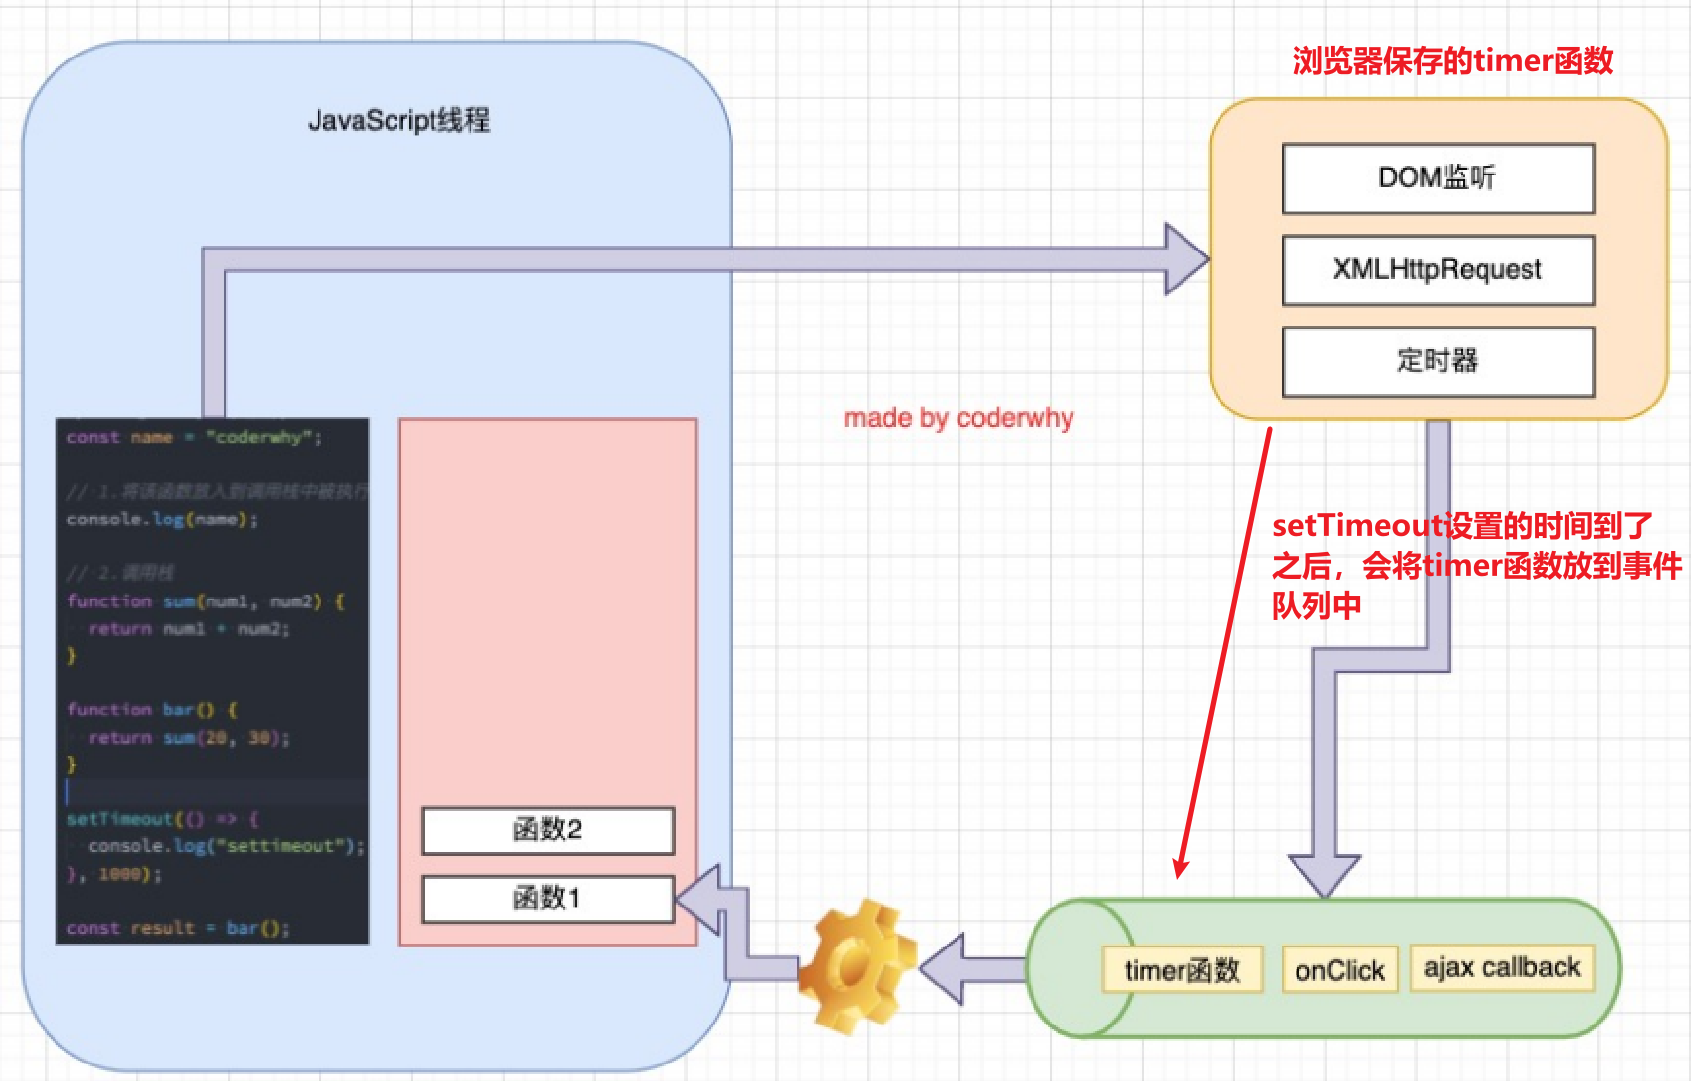 浏览器保存的timer函数
JavaScript线程
DOM监听
XMLHttpRequest
定时器
made by coderwhy
const name = "coderwhy";
// 1.将该函数放入到调用栈中被执行
console.log(name);
// 2.调用栈
function sum(num1, num2) {
return num1 + num2;
}
function bar() {
return sum(20, 30);
}
setTimeout(() => {
console.log("settimeout");
}, 1000);
const result = bar();
函数2
函数1
setTimeout设置的时间到了
之后，会将timer函数放到事件
队列中
timer函数
onClick
ajax callback